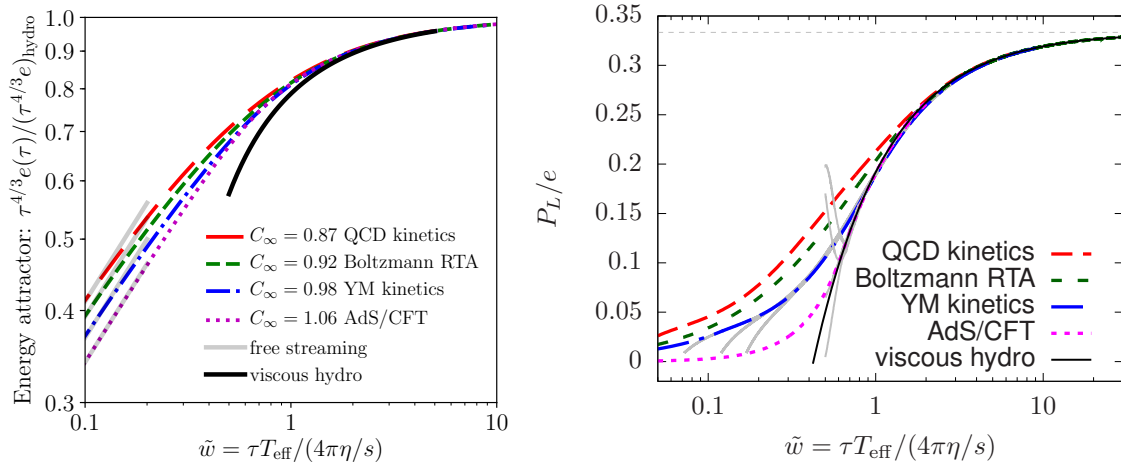 Energy attractor: τ^{4/3}e(τ)/(τ^{4/3}e)_{hydro}
1.0
0.9
0.8
0.7
0.6
0.5
0.4
0.3
C_∞ = 0.87 QCD kinetics
C_∞ = 0.92 Boltzmann RTA
C_∞ = 0.98 YM kinetics
C_∞ = 1.06 AdS/CFT
free streaming
viscous hydro
0.1 1 10
w̃ = τT_{eff}/(4πη/s)
P_L/e
0.35
0.3
0.25
0.2
0.15
0.1
0.05
0
QCD kinetics
Boltzmann RTA
YM kinetics
AdS/CFT
viscous hydro
0.1 1 10
w̃ = τT_{eff}/(4πη/s)